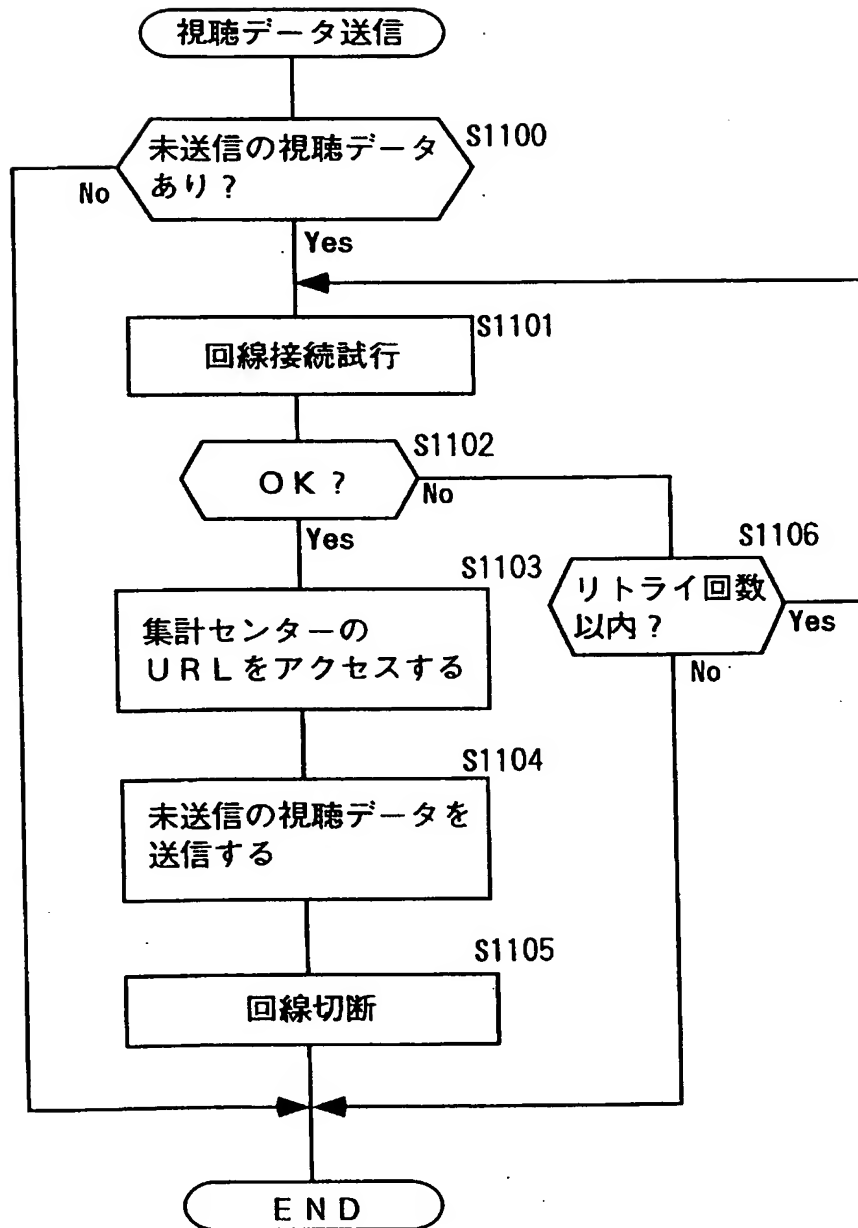 視聴データ送信
S1100
未送信の視聴データ
あり?
No
Yes
S1101
回線接続試行
S1102
OK?
No
Yes
S1106
リトライ回数
以内?
Yes
No
S1103
集計センターの
URLをアクセスする
S1104
未送信の視聴データを
送信する
S1105
回線切断
END